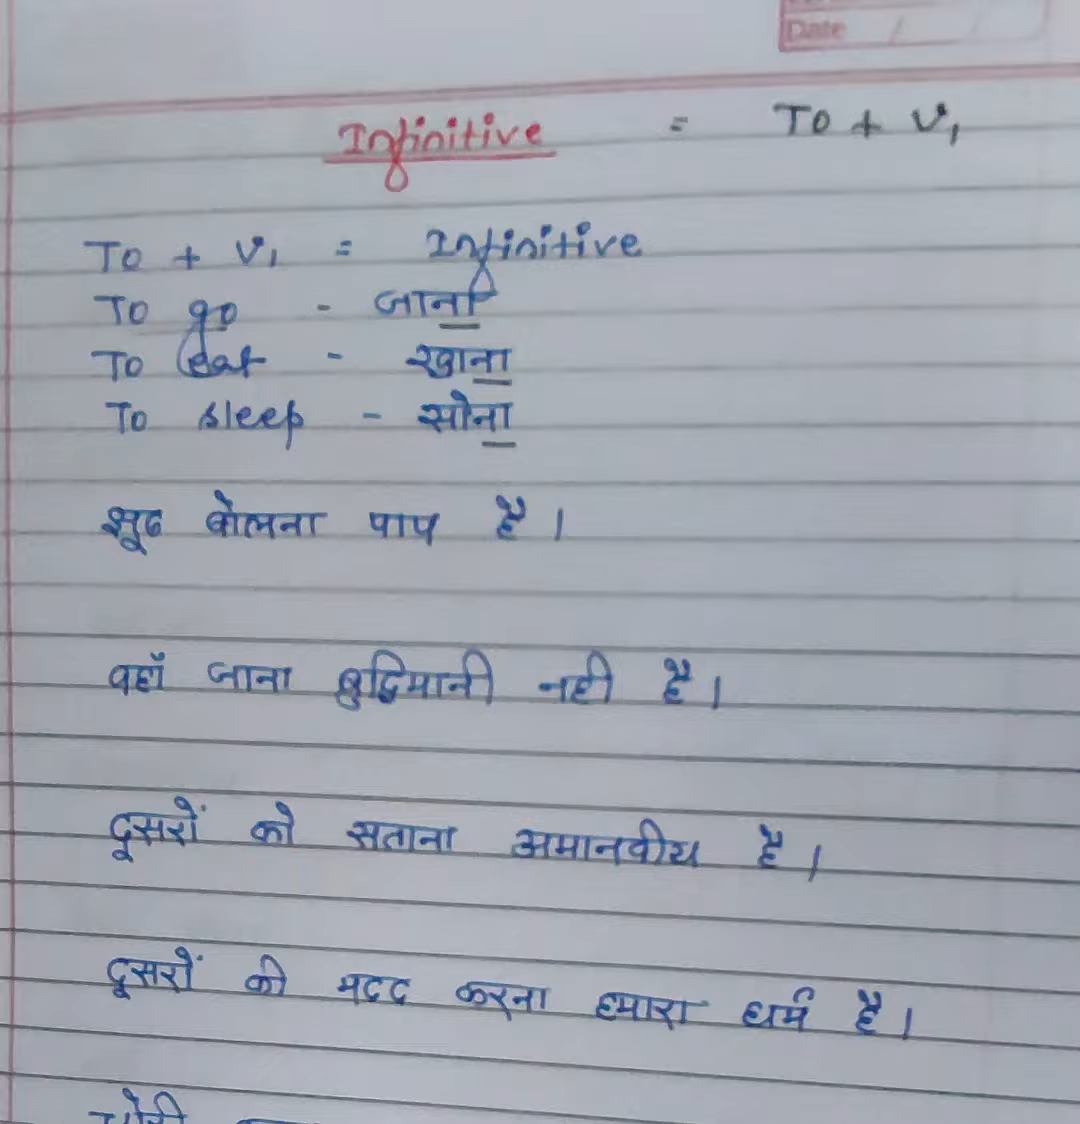 Date / /
Infinitive = To + V₁
To + V₁ = Infinitive
To go - जाना
To eat - खाना
To sleep - सोना
झूठ बोलना पाप है।
वहाँ जाना बुद्धिमानी नही है।
दूसरों को सताना अमानवीय है।
दूसरों की मदद करना हमारा धर्म है।
चोरी